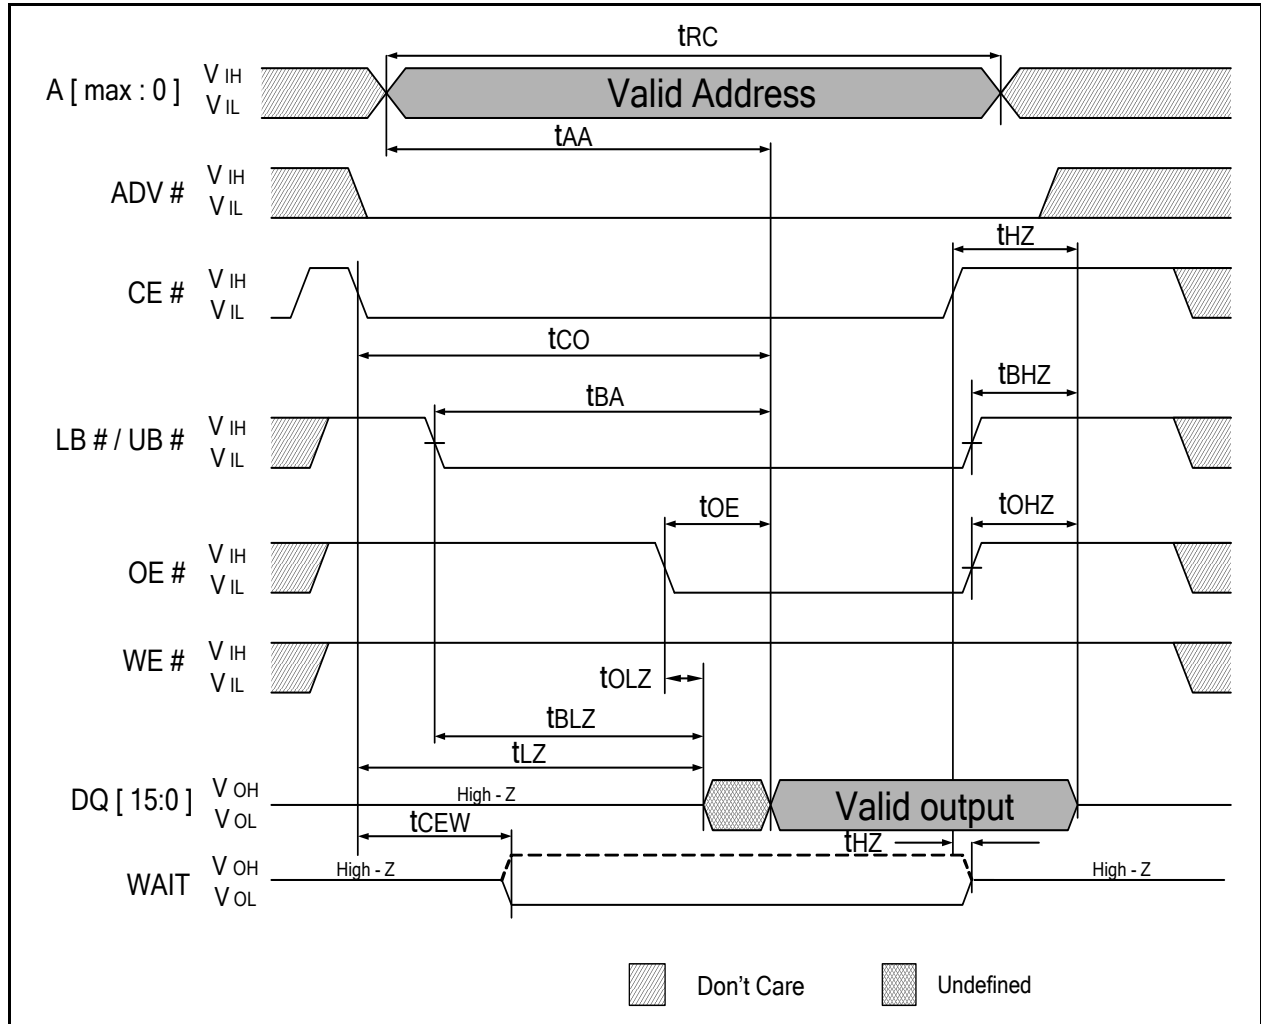 tRC
A [ max : 0 ] V IH
V IL
Valid Address
tAA
ADV # V IH
V IL
tHZ
CE # V IH
V IL
tCO
tBHZ
tBA
LB # / UB # V IH
V IL
tOE
tOHZ
OE # V IH
V IL
WE # V IH
V IL
tOLZ
tBLZ
tLZ
DQ [ 15:0 ] V OH
V OL
High - Z
Valid output
tCEW
tHZ
WAIT V OH
V OL
High - Z
High - Z
Don't Care
Undefined